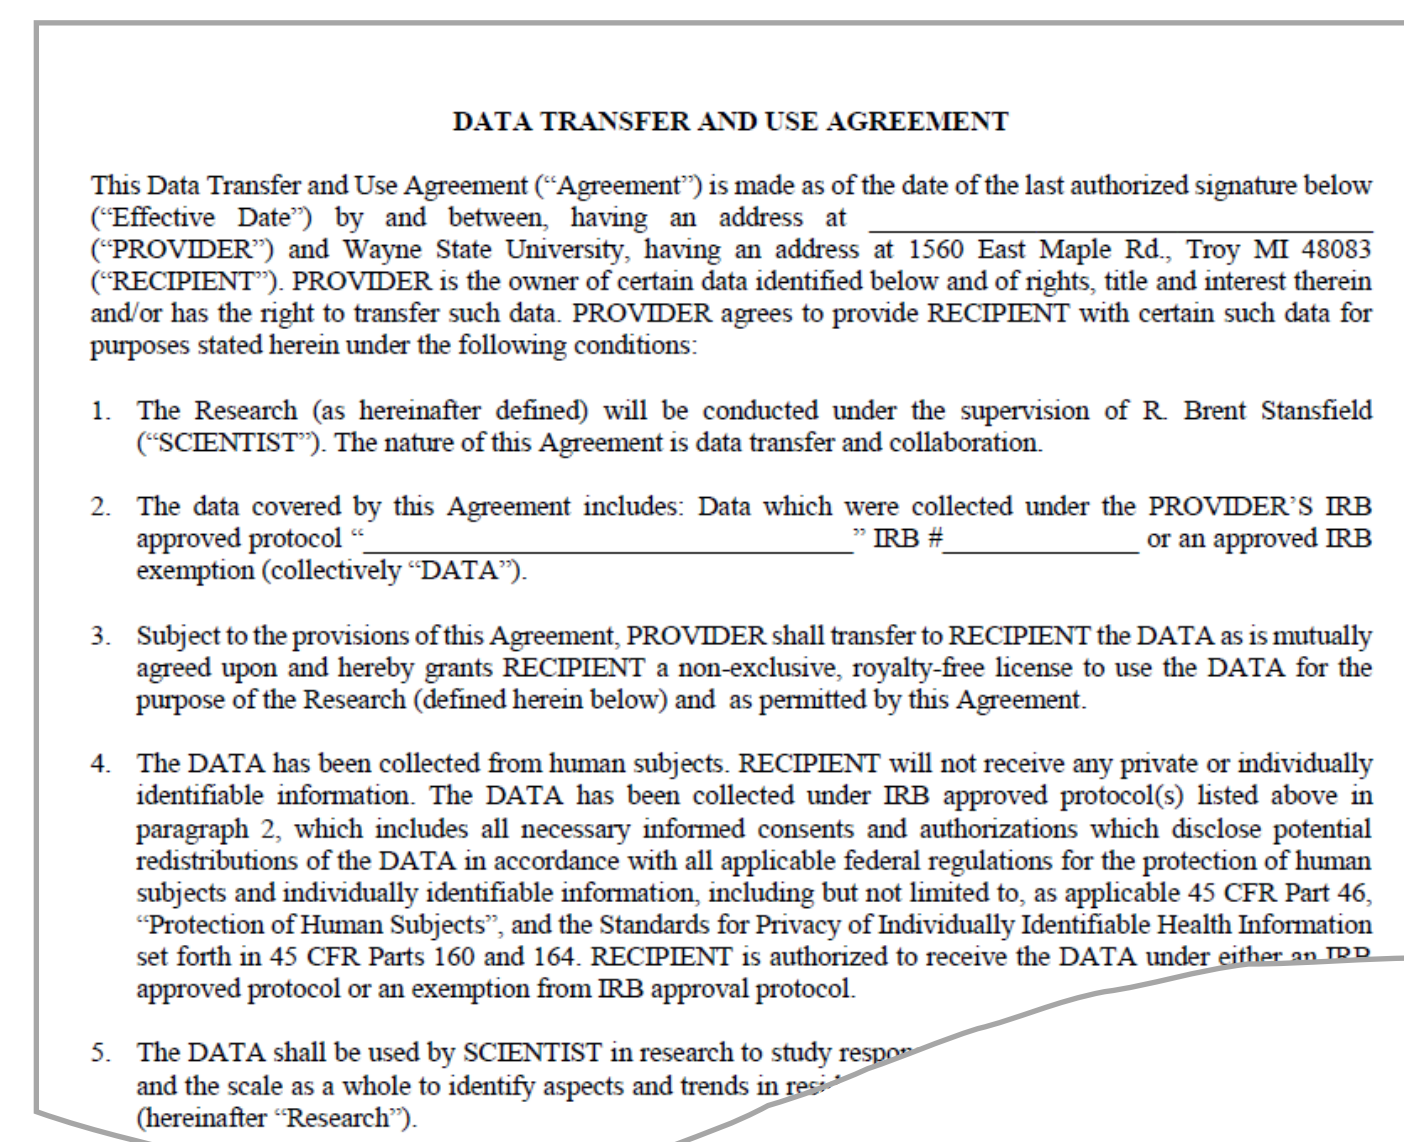 DATA TRANSFER AND USE AGREEMENT
This Data Transfer and Use Agreement (“Agreement”) is made as of the date of the last authorized signature below
(“Effective Date”) by and between, having an address at ______________________________
(“PROVIDER”) and Wayne State University, having an address at 1560 East Maple Rd., Troy MI 48083
(“RECIPIENT”). PROVIDER is the owner of certain data identified below and of rights, title and interest therein
and/or has the right to transfer such data. PROVIDER agrees to provide RECIPIENT with certain such data for
purposes stated herein under the following conditions:
1. The Research (as hereinafter defined) will be conducted under the supervision of R. Brent Stansfield
(“SCIENTIST”). The nature of this Agreement is data transfer and collaboration.
2. The data covered by this Agreement includes: Data which were collected under the PROVIDER’S IRB
approved protocol “______________________________” IRB #____________ or an approved IRB
exemption (collectively “DATA”).
3. Subject to the provisions of this Agreement, PROVIDER shall transfer to RECIPIENT the DATA as is mutually
agreed upon and hereby grants RECIPIENT a non-exclusive, royalty-free license to use the DATA for the
purpose of the Research (defined herein below) and as permitted by this Agreement.
4. The DATA has been collected from human subjects. RECIPIENT will not receive any private or individually
identifiable information. The DATA has been collected under IRB approved protocol(s) listed above in
paragraph 2, which includes all necessary informed consents and authorizations which disclose potential
redistributions of the DATA in accordance with all applicable federal regulations for the protection of human
subjects and individually identifiable information, including but not limited to, as applicable 45 CFR Part 46,
“Protection of Human Subjects”, and the Standards for Privacy of Individually Identifiable Health Information
set forth in 45 CFR Parts 160 and 164. RECIPIENT is authorized to receive the DATA under either an IRB
approved protocol or an exemption from IRB approval protocol.
5. The DATA shall be used by SCIENTIST in research to study
and the scale as a whole to identify aspects and trends in
(hereinafter “Research”).